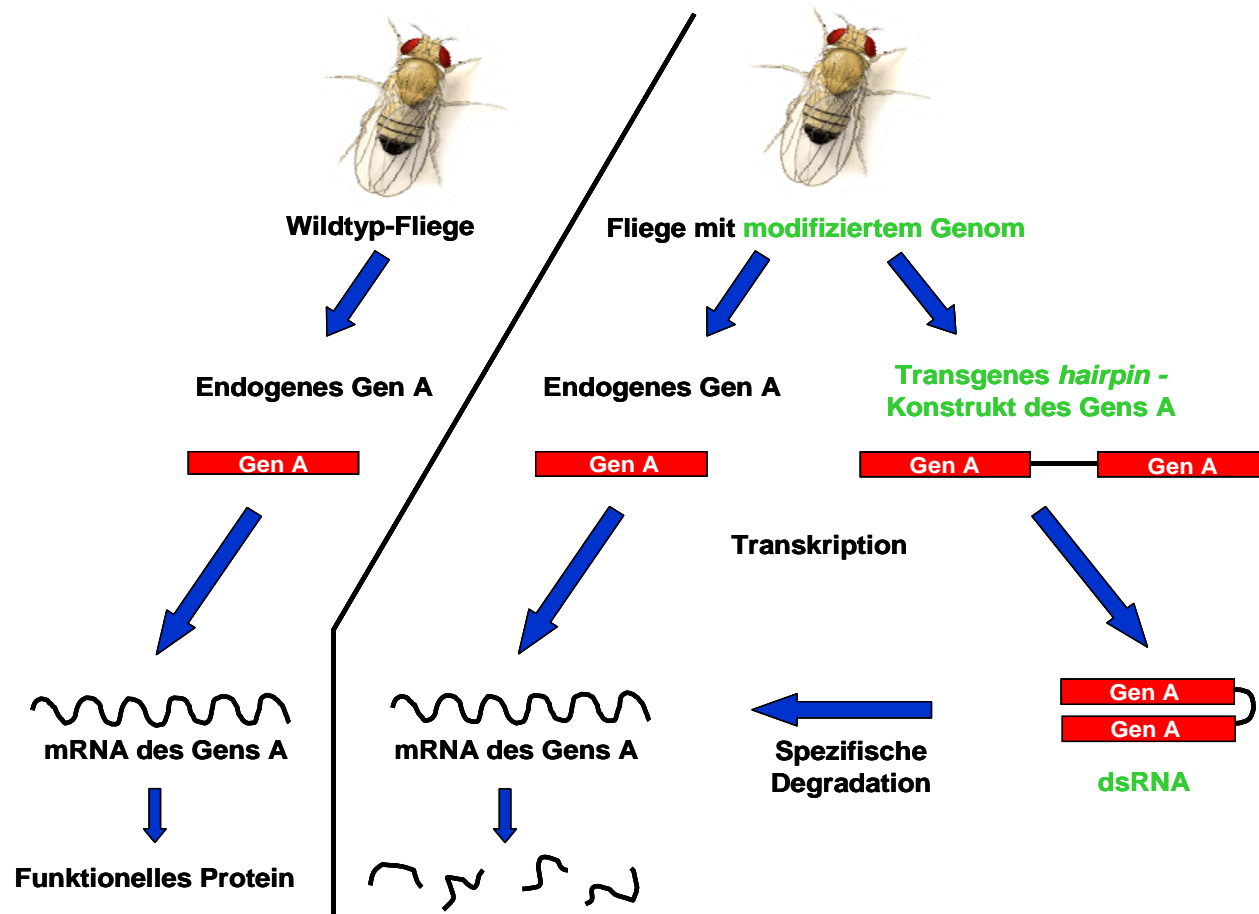 Wildtyp-Fliege
Fliege mit modifiziertem Genom
Endogenes Gen A
Endogenes Gen A
Transgenes hairpin -
Konstrukt des Gens A
Gen A
Gen A
Gen A
Gen A
Transkription
mRNA des Gens A
mRNA des Gens A
Spezifische
Degradation
Gen A
Gen A
dsRNA
Funktionelles Protein